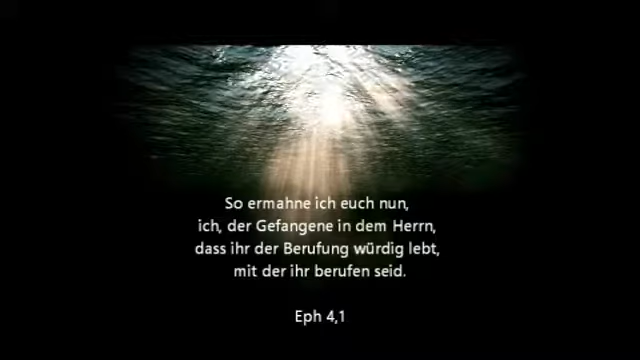 So ermahne ich euch nun,
ich, der Gefangene in dem Herrn,
dass ihr der Berufung würdig lebt,
mit der ihr berufen seid.
Eph 4,1